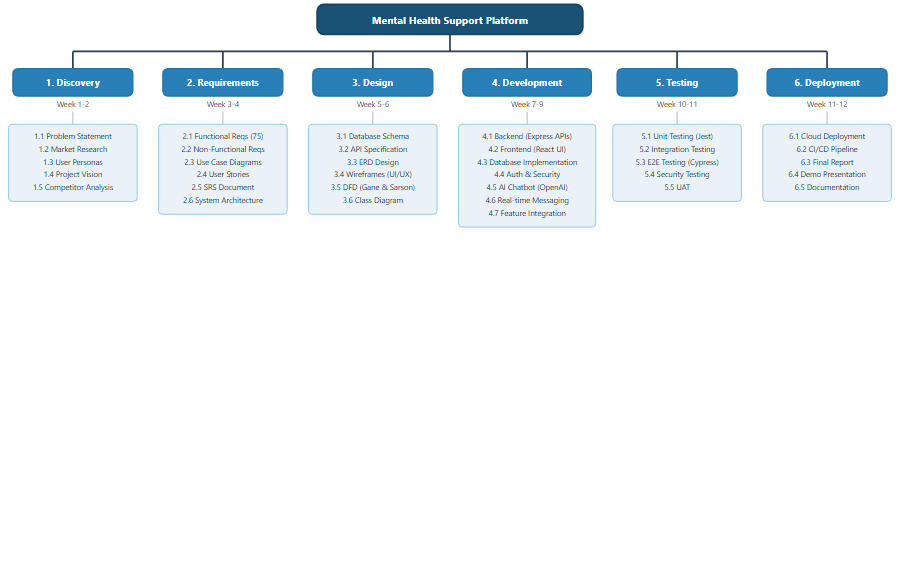 Mental Health Support Platform
1. Discovery
Week 1-2
1.1 Problem Statement
1.2 Market Research
1.3 User Personas
1.4 Project Vision
1.5 Competitor Analysis
2. Requirements
Week 3-4
2.1 Functional Reqs (75)
2.2 Non-Functional Reqs
2.3 Use Case Diagrams
2.4 User Stories
2.5 SRS Document
2.6 System Architecture
3. Design
Week 5-6
3.1 Database Schema
3.2 API Specification
3.3 ERD Design
3.4 Wireframes (UI/UX)
3.5 DFD (Gane & Sarson)
3.6 Class Diagram
4. Development
Week 7-9
4.1 Backend (Express APIs)
4.2 Frontend (React UI)
4.3 Database Implementation
4.4 Auth & Security
4.5 AI Chatbot (OpenAI)
4.6 Real-time Messaging
4.7 Feature Integration
5. Testing
Week 10-11
5.1 Unit Testing (Jest)
5.2 Integration Testing
5.3 E2E Testing (Cypress)
5.4 Security Testing
5.5 UAT
6. Deployment
Week 11-12
6.1 Cloud Deployment
6.2 CI/CD Pipeline
6.3 Final Report
6.4 Demo Presentation
6.5 Documentation